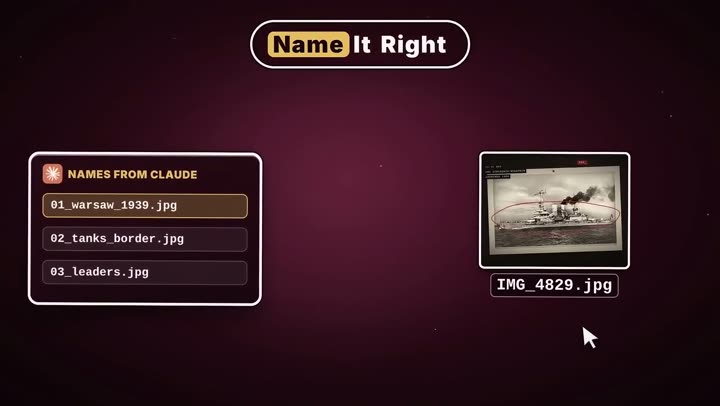 Name It Right
NAMES FROM CLAUDE
01_warsaw_1939.jpg
02_tanks_border.jpg
03_leaders.jpg
IMG_4829.jpg